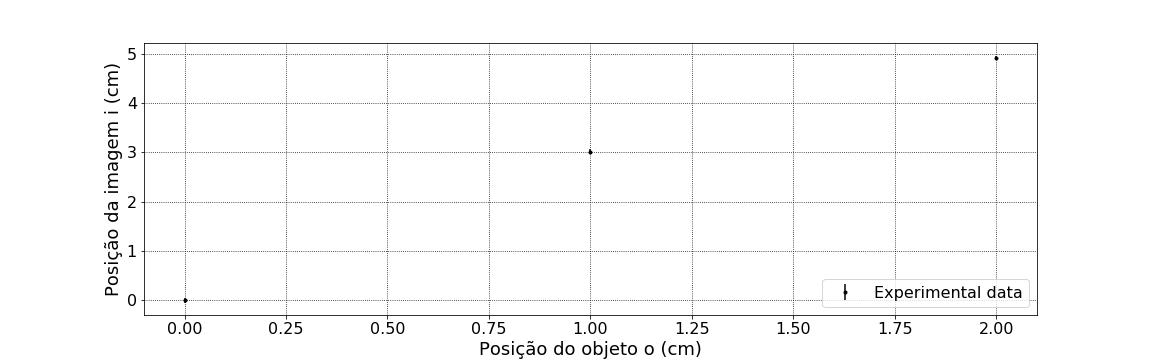 5
4
3
2
1
0
Posição da imagem i (cm)
Experimental data
0.00 0.25 0.50 0.75 1.00 1.25 1.50 1.75 2.00
Posição do objeto o (cm)